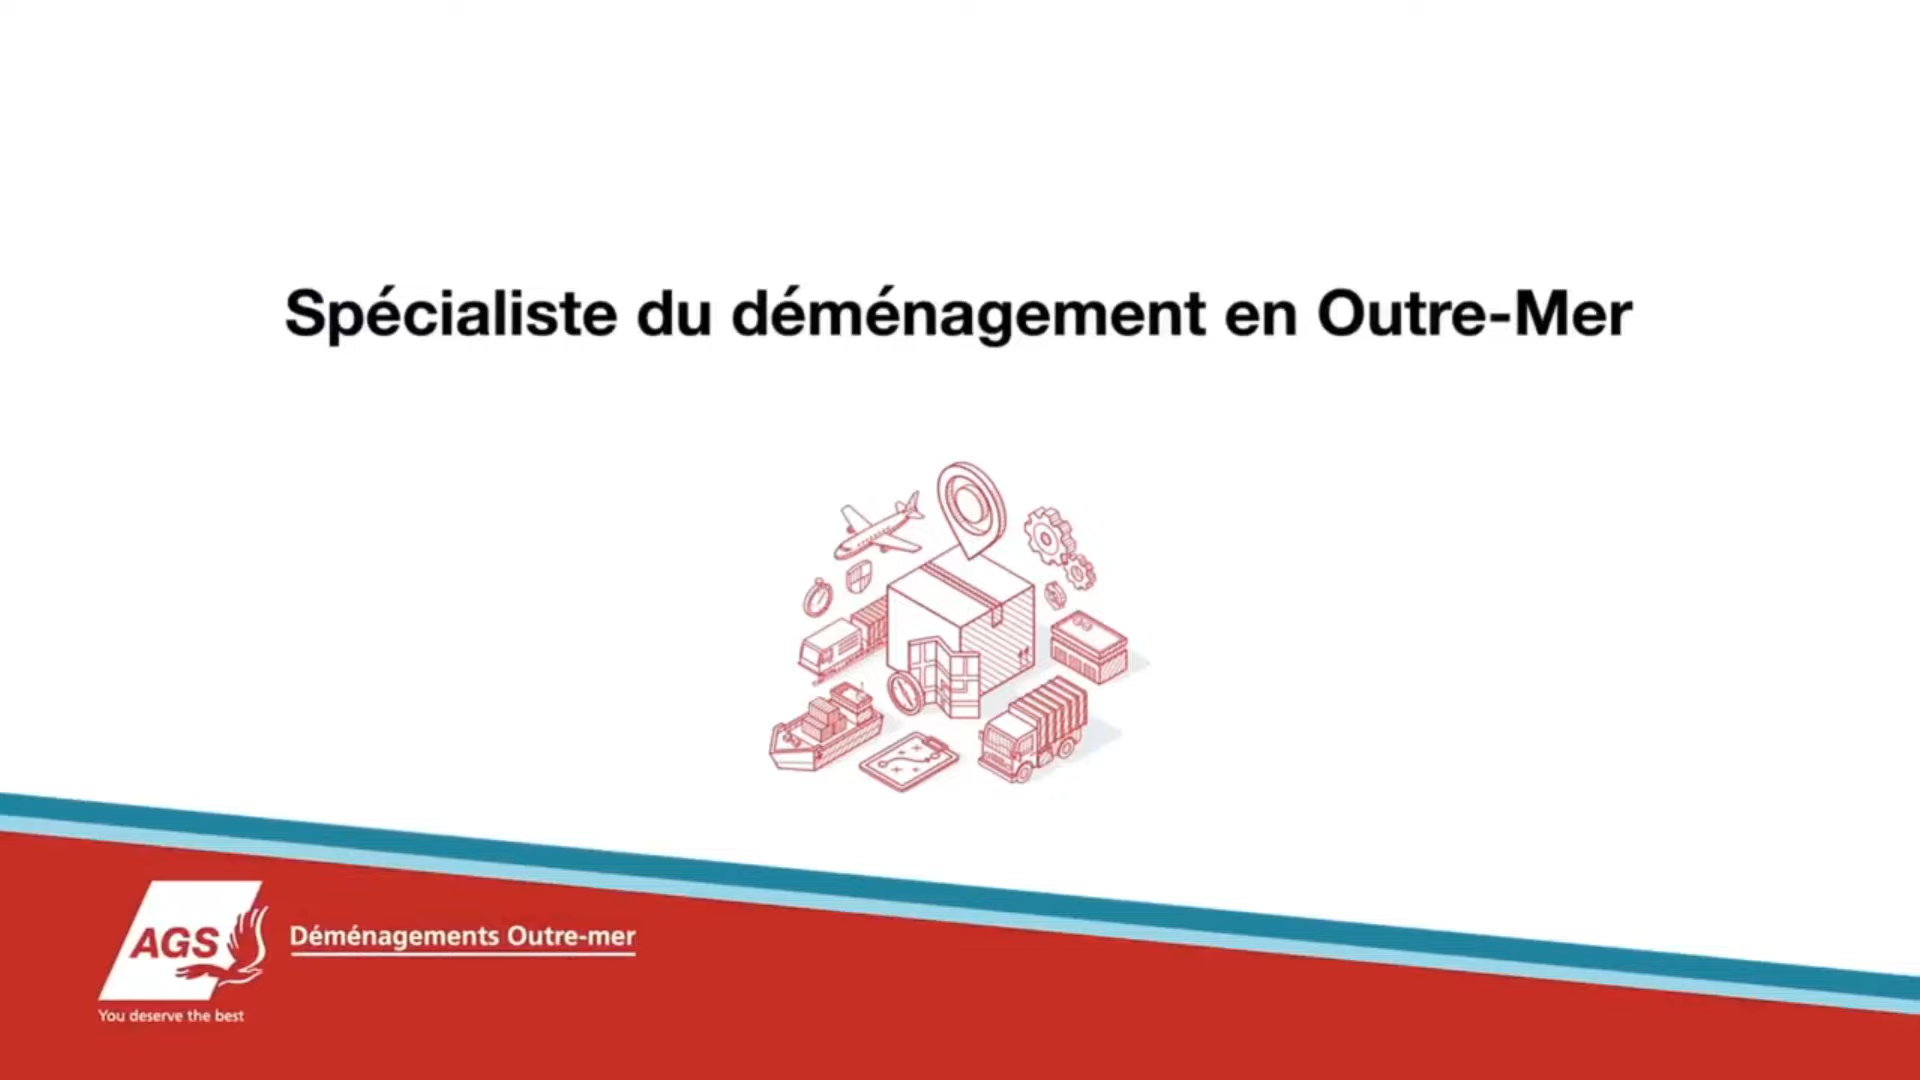 Spécialiste du déménagement en Outre-Mer
AGS
Déménagements Outre-mer
You deserve the best